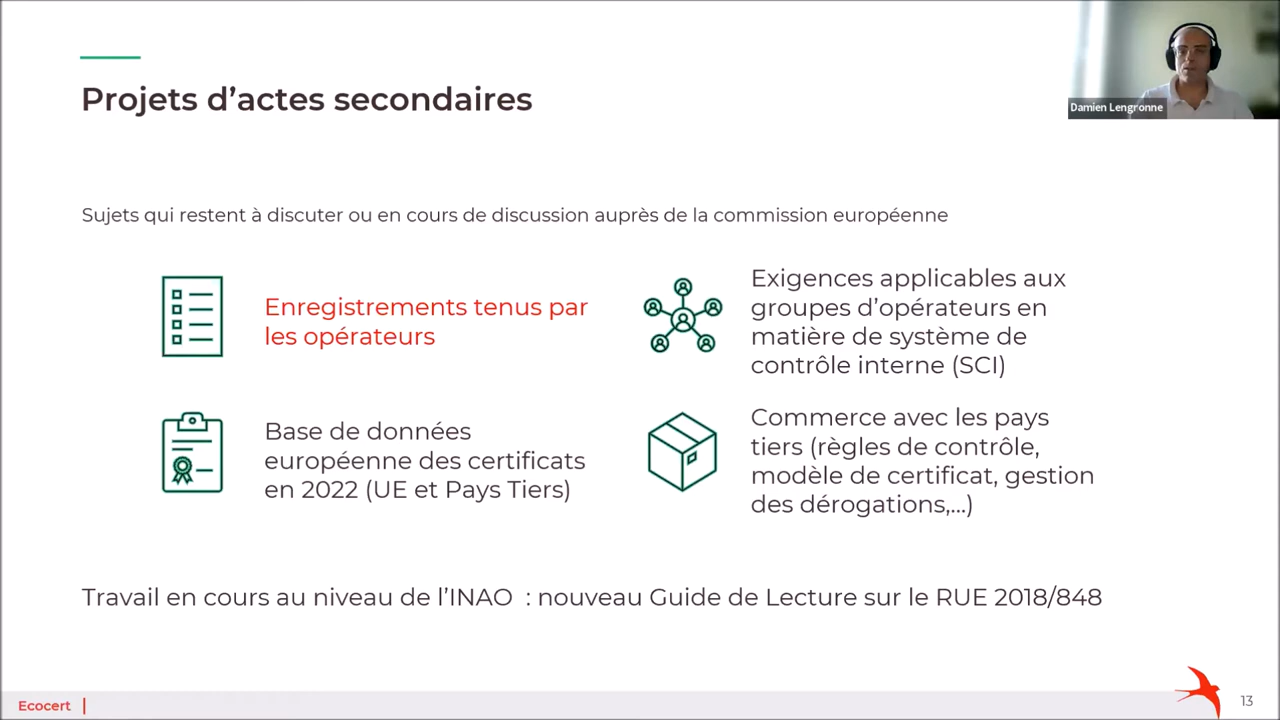 Projets d’actes secondaires
Damien Lengronne
Sujets qui restent à discuter ou en cours de discussion auprès de la commission européenne
Enregistrements tenus par
les opérateurs
Exigences applicables aux
groupes d’opérateurs en
matière de système de
contrôle interne (SCI)
Base de données
européenne des certificats
en 2022 (UE et Pays Tiers)
Commerce avec les pays
tiers (règles de contrôle,
modèle de certificat, gestion
des dérogations,...)
Travail en cours au niveau de l’INAO : nouveau Guide de Lecture sur le RUE 2018/848
Ecocert |
13